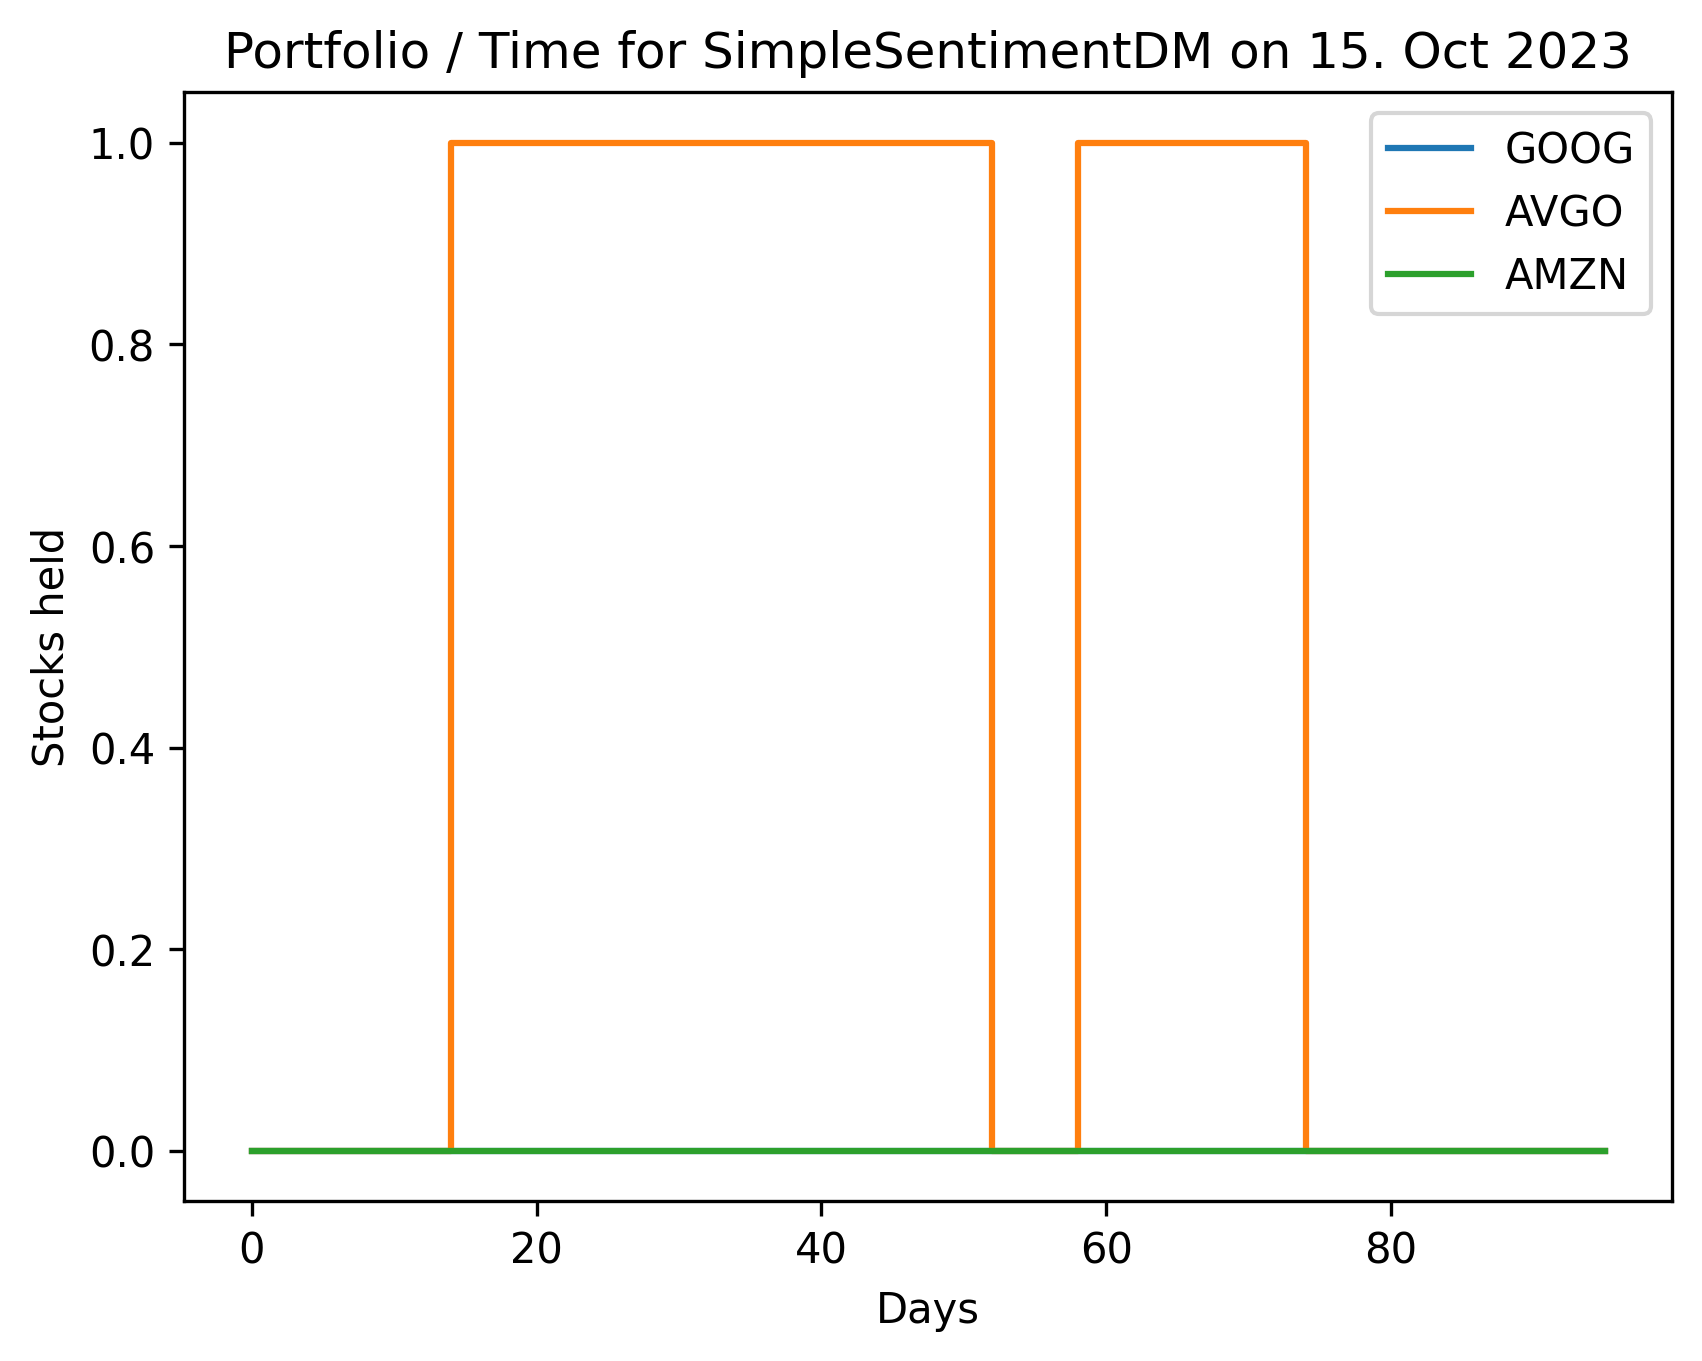 Portfolio / Time for SimpleSentimentDM on 15. Oct 2023
GOOG
AVGO
AMZN
1.0
0.8
0.6
0.4
0.2
0.0
Stocks held
0 20 40 60 80
Days